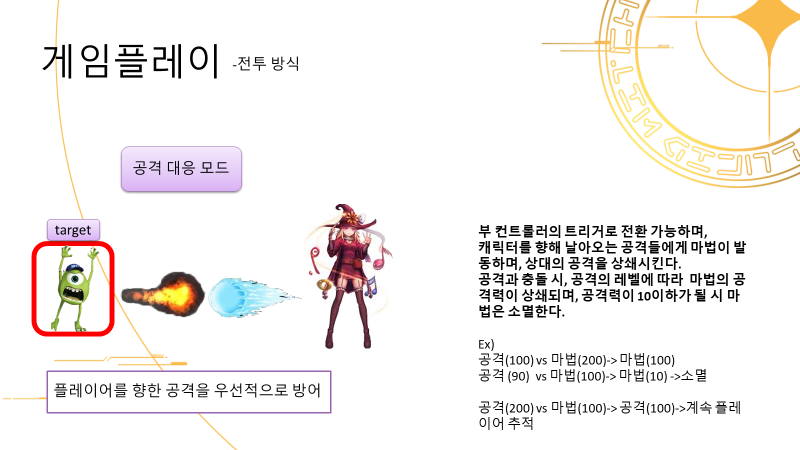 게임플레이 -전투 방식
공격 대응 모드
target
플레이어를 향한 공격을 우선적으로 방어
부 컨트롤러의 트리거로 전환 가능하며,
캐릭터를 향해 날아오는 공격들에게 마법이 발
동하며, 상대의 공격을 상쇄시킨다.
공격과 충돌 시, 공격의 레벨에 따라 마법의 공
격력이 상쇄되며, 공격력이 10이하가 될 시 마
법은 소멸한다.
Ex)
공격(100) vs 마법(200)-> 마법(100)
공격 (90) vs 마법(100)-> 마법(10) ->소멸
공격(200) vs 마법(100)-> 공격(100)->계속 플레
이어 추적